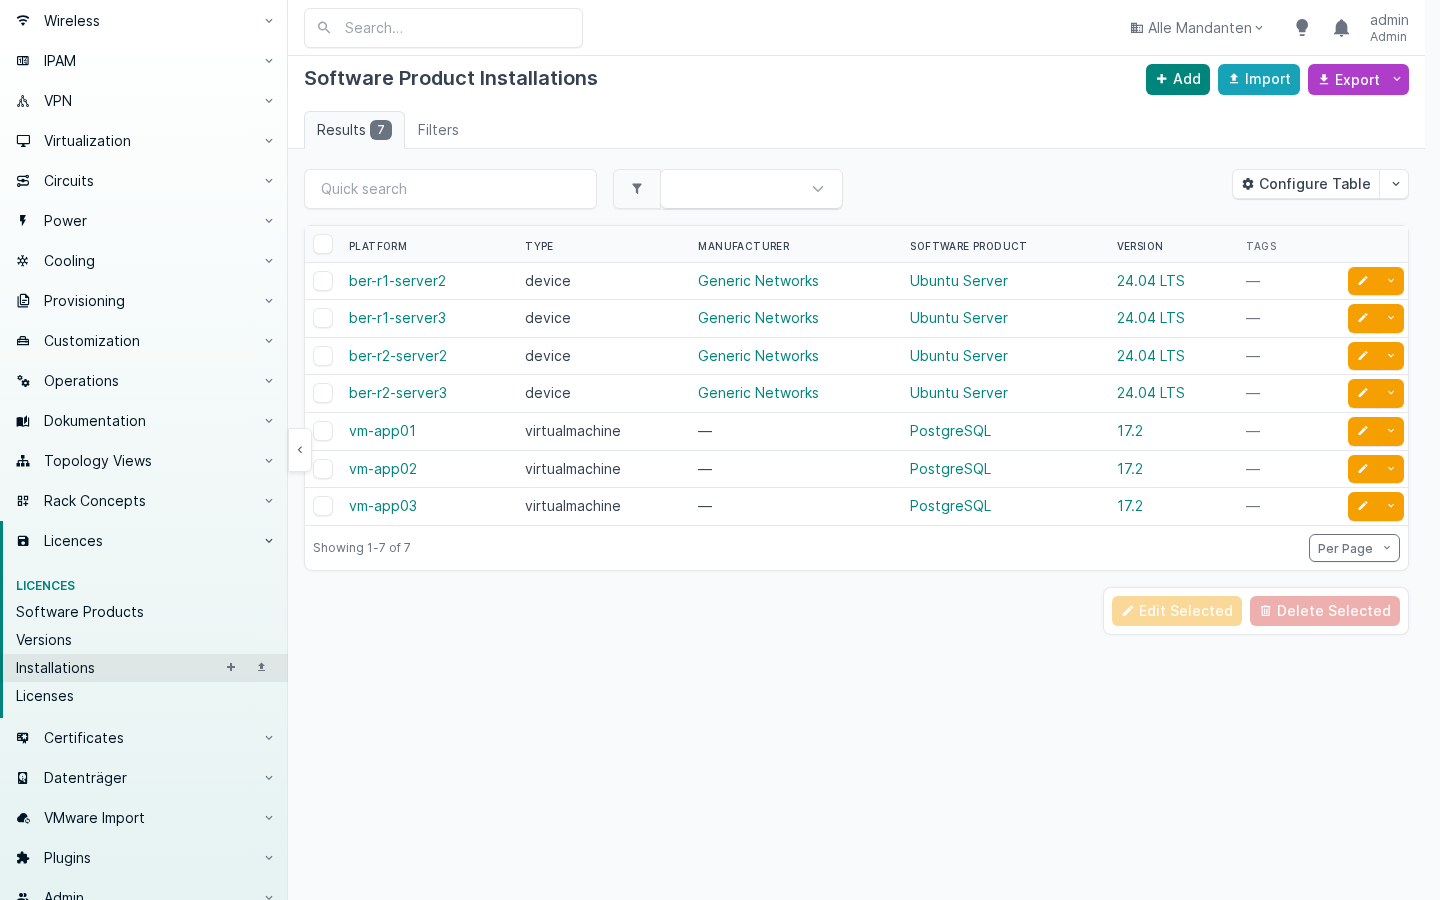 Wireless
IPAM
VPN
Virtualization
Circuits
Power
Cooling
Provisioning
Customization
Operations
Dokumentation
Topology Views
Rack Concepts
Licences
LICENCES
Software Products
Versions
Installations
Licenses
Certificates
Datenträger
VMware Import
Plugins
Admin
Search...
Alle Mandanten
admin
Admin
Software Product Installations
Add Import Export
Results 7 Filters
Quick search
Configure Table
PLATFORM TYPE MANUFACTURER SOFTWARE PRODUCT VERSION TAGS
ber-r1-server2 device Generic Networks Ubuntu Server 24.04 LTS —
ber-r1-server3 device Generic Networks Ubuntu Server 24.04 LTS —
ber-r2-server2 device Generic Networks Ubuntu Server 24.04 LTS —
ber-r2-server3 device Generic Networks Ubuntu Server 24.04 LTS —
vm-app01 virtualmachine — PostgreSQL 17.2 —
vm-app02 virtualmachine — PostgreSQL 17.2 —
vm-app03 virtualmachine — PostgreSQL 17.2 —
Showing 1-7 of 7
Per Page
Edit Selected Delete Selected